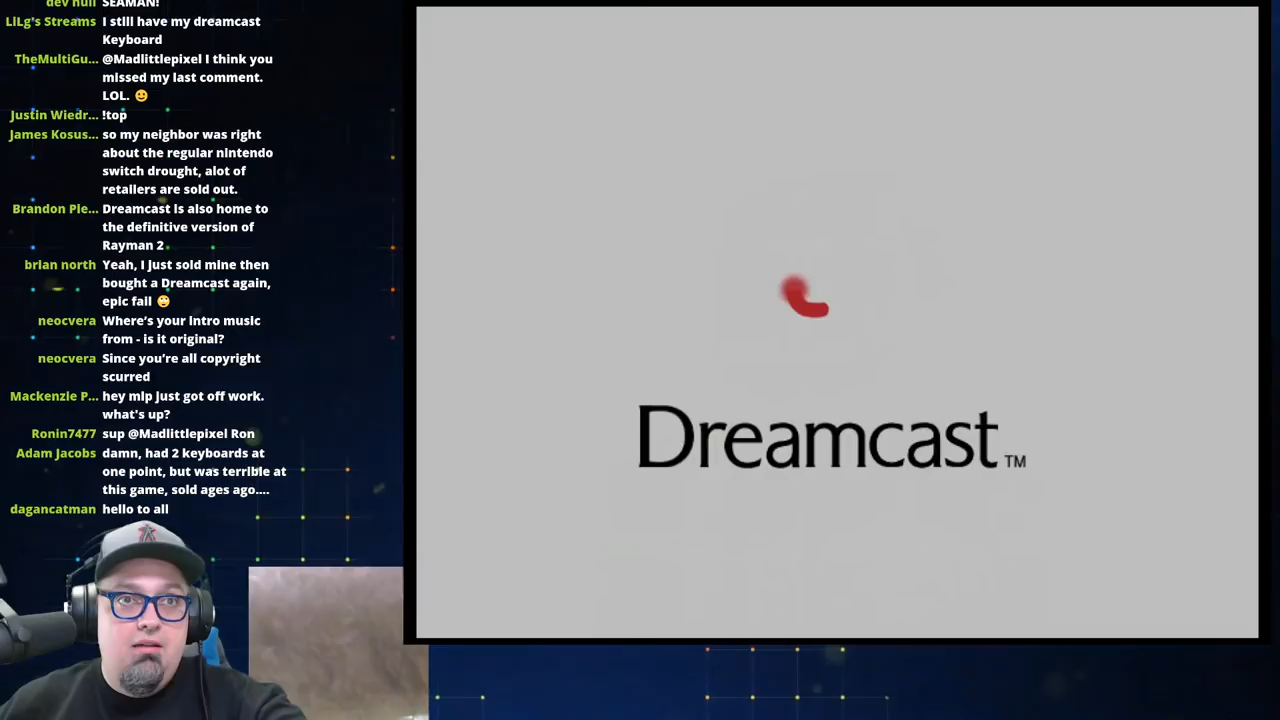 dev null SEAMAN!
LilLg's Streams I still have my dreamcast
Keyboard
TheMultiGu... @Madlittlepixel I think you
missed my last comment.
LOL.
Justin Wiedr... !top
James Kosus... so my neighbor was right
about the regular nintendo
switch drought, alot of
retailers are sold out.
Brandon Ple... Dreamcast is also home to
the definitive version of
Rayman 2
brian north Yeah, I just sold mine then
bought a Dreamcast again,
epic fail
neocvera Where's your intro music
from - is it original?
neocvera Since you're all copyright
scurred
Mackenzie P... hey mlp just got off work.
what's up?
Ronin7477 sup @Madlittlepixel Ron
Adam Jacobs damn, had 2 keyboards at
one point, but was terrible at
this game, sold ages ago....
dagancatman hello to all
Dreamcast TM